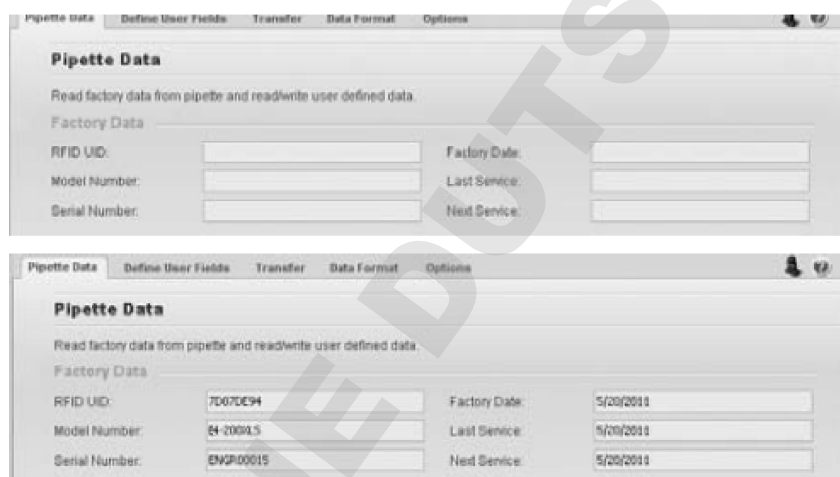 Pipette Data Define User Fields Transfer Data Format Options
Pipette Data
Read factory data from pipette and read/write user defined data.
Factory Data
RFID UID: Factory Date:
Model Number: Last Service:
Serial Number: Next Service:
Pipette Data Define User Fields Transfer Data Format Options
Pipette Data
Read factory data from pipette and read/write user defined data.
Factory Data
RFID UID: 7D07DE94 Factory Date: 5/20/2011
Model Number: E4-200XLS Last Service: 5/20/2011
Serial Number: ENGR00015 Next Service: 5/20/2011